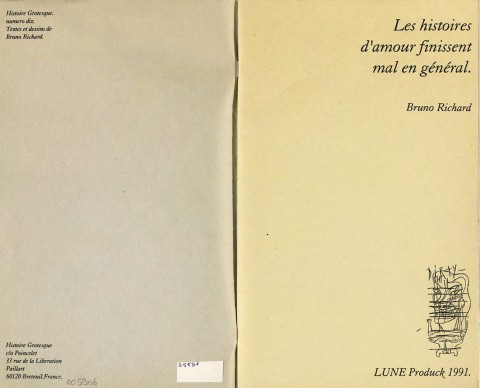 Histoire Grotesque.
numero dix.
Textes et dessins de
Bruno Richard.
Histoire Grotesque
c/o Poincelet
33 rue de la Liberation
Paillart
60120 Breteuil.France.
Les histoires
d'amour finissent
mal en général.
Bruno Richard
LUNE Produck 1991.